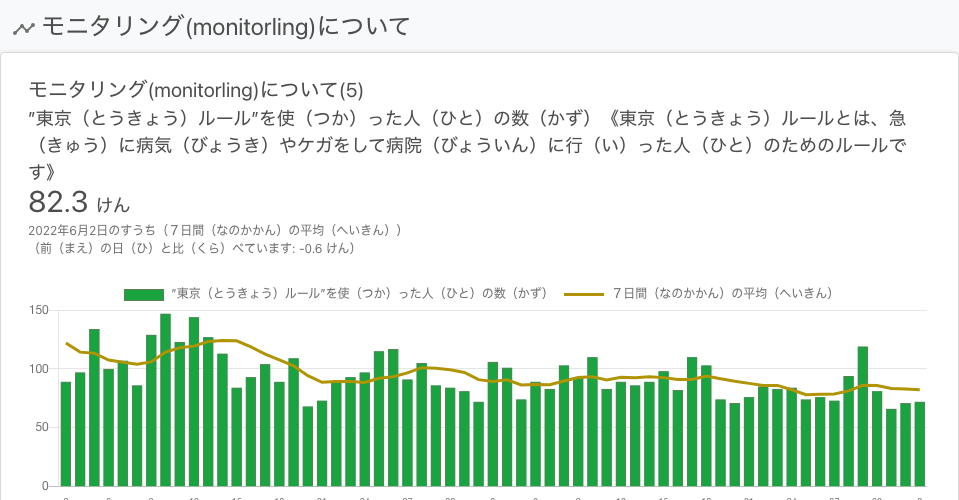 モニタリング(monitorling)について
モニタリング(monitorling)について(5)
”東京（とうきょう）ルール”を使（つか）った人（ひと）の数（かず）《東京（とうきょう）ルールとは、急
（きゅう）に病気（びょうき）やケガをして病院（びょういん）に行（い）った人（ひと）のためのルールで
す》
82.3 けん
2022年6月2日のすうち（７日間（なのかかん）の平均（へいきん））
（前（まえ）の日（ひ）と比（くら）べています: -0.6 けん）
”東京（とうきょう）ルール”を使（つか）った人（ひと）の数（かず） ７日間（なのかかん）の平均（へいきん）
150
100
50
0